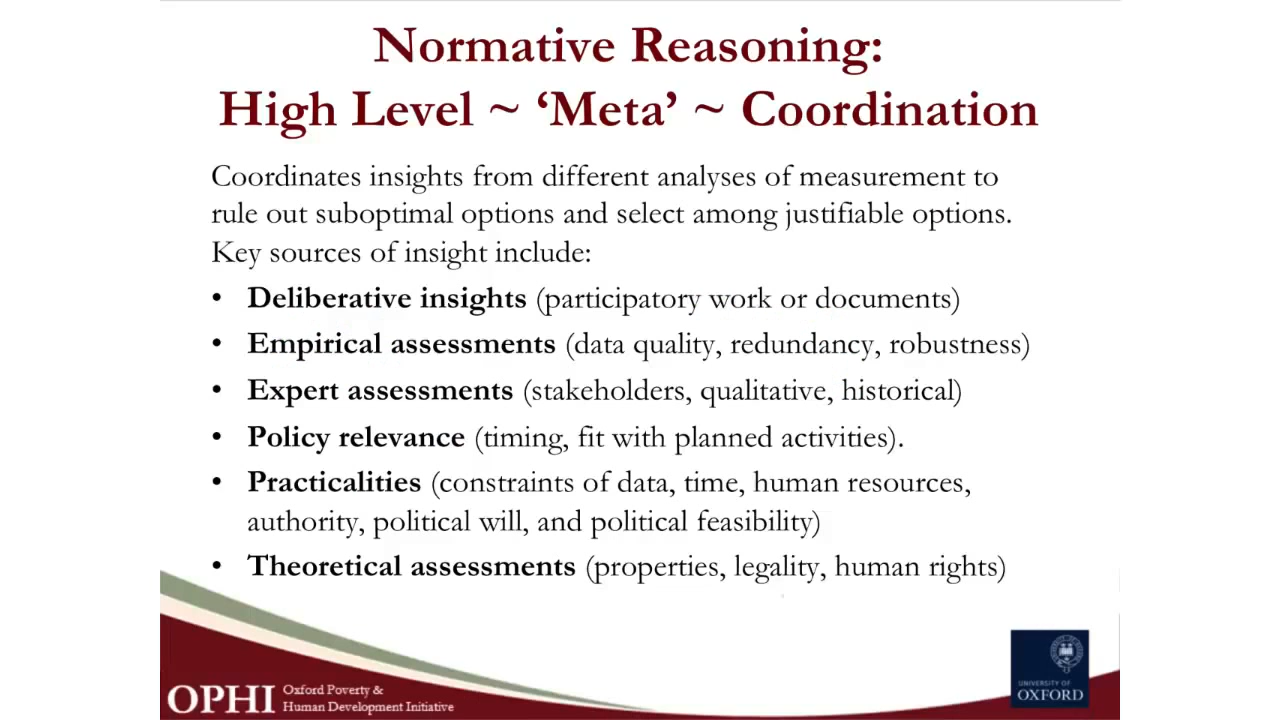 Normative Reasoning:
High Level ~ ‘Meta’ ~ Coordination
Coordinates insights from different analyses of measurement to
rule out suboptimal options and select among justifiable options.
Key sources of insight include:
• Deliberative insights (participatory work or documents)
• Empirical assessments (data quality, redundancy, robustness)
• Expert assessments (stakeholders, qualitative, historical)
• Policy relevance (timing, fit with planned activities).
• Practicalities (constraints of data, time, human resources,
authority, political will, and political feasibility)
• Theoretical assessments (properties, legality, human rights)
OPHI
Oxford Poverty &
Human Development Initiative
UNIVERSITY OF
OXFORD